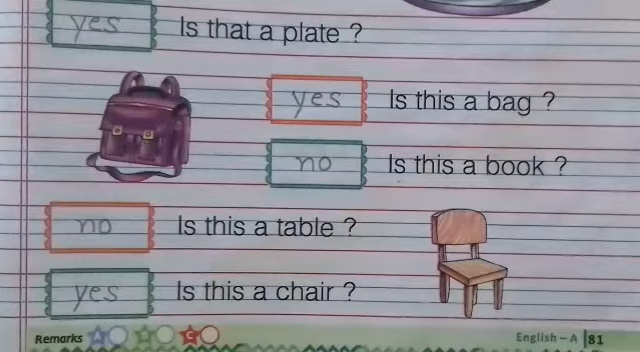 yes Is that a plate ?
yes Is this a bag ?
no Is this a book ?
no Is this a table ?
yes Is this a chair ?
Remarks A C English – A 81